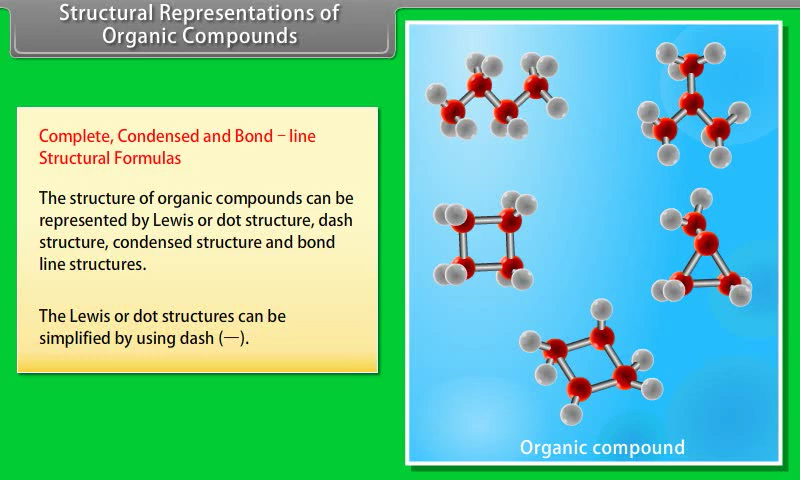 Structural Representations of
Organic Compounds
Complete, Condensed and Bond – line
Structural Formulas
The structure of organic compounds can be
represented by Lewis or dot structure, dash
structure, condensed structure and bond
line structures.
The Lewis or dot structures can be
simplified by using dash (—).
Organic compound